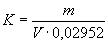 K = m / V · 0,02952